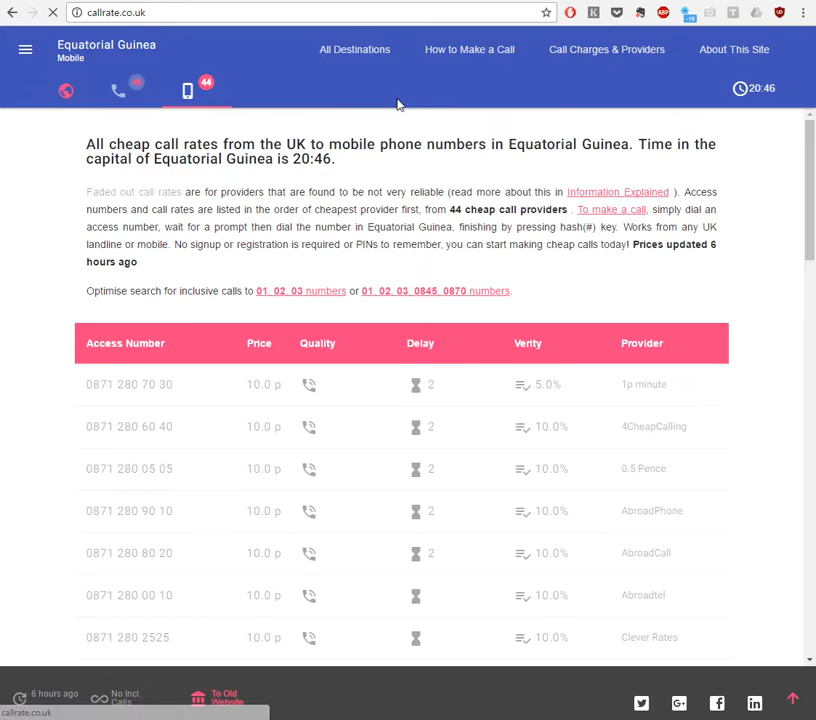 callrate.co.uk
-15
Equatorial Guinea
Mobile
All Destinations
How to Make a Call
Call Charges & Providers
About This Site
44
20:46
All cheap call rates from the UK to mobile phone numbers in Equatorial Guinea. Time in the
capital of Equatorial Guinea is 20:46.
Faded out call rates are for providers that are found to be not very reliable (read more about this in Information Explained ). Access
numbers and call rates are listed in the order of cheapest provider first, from 44 cheap call providers . To make a call, simply dial an
access number, wait for a prompt then dial the number in Equatorial Guinea, finishing by pressing hash(#) key. Works from any UK
landline or mobile. No signup or registration is required or PINs to remember, you can start making cheap calls today! Prices updated 6
hours ago
Optimise search for inclusive calls to 01, 02, 03 numbers or 01, 02, 03, 0845, 0870 numbers.
Access Number Price Quality Delay Verity Provider
0871 280 70 30 10.0 p 2 5.0% 1p minute
0871 280 60 40 10.0 p 2 10.0% 4CheapCalling
0871 280 05 05 10.0 p 2 10.0% 0.5 Pence
0871 280 90 10 10.0 p 2 10.0% AbroadPhone
0871 280 80 20 10.0 p 2 10.0% AbroadCall
0871 280 00 10 10.0 p 10.0% Abroadtel
0871 280 2525 10.0 p 10.0% Clever Rates
6 hours ago
No Incl.
Calls
To Old
Website
callrate.co.uk